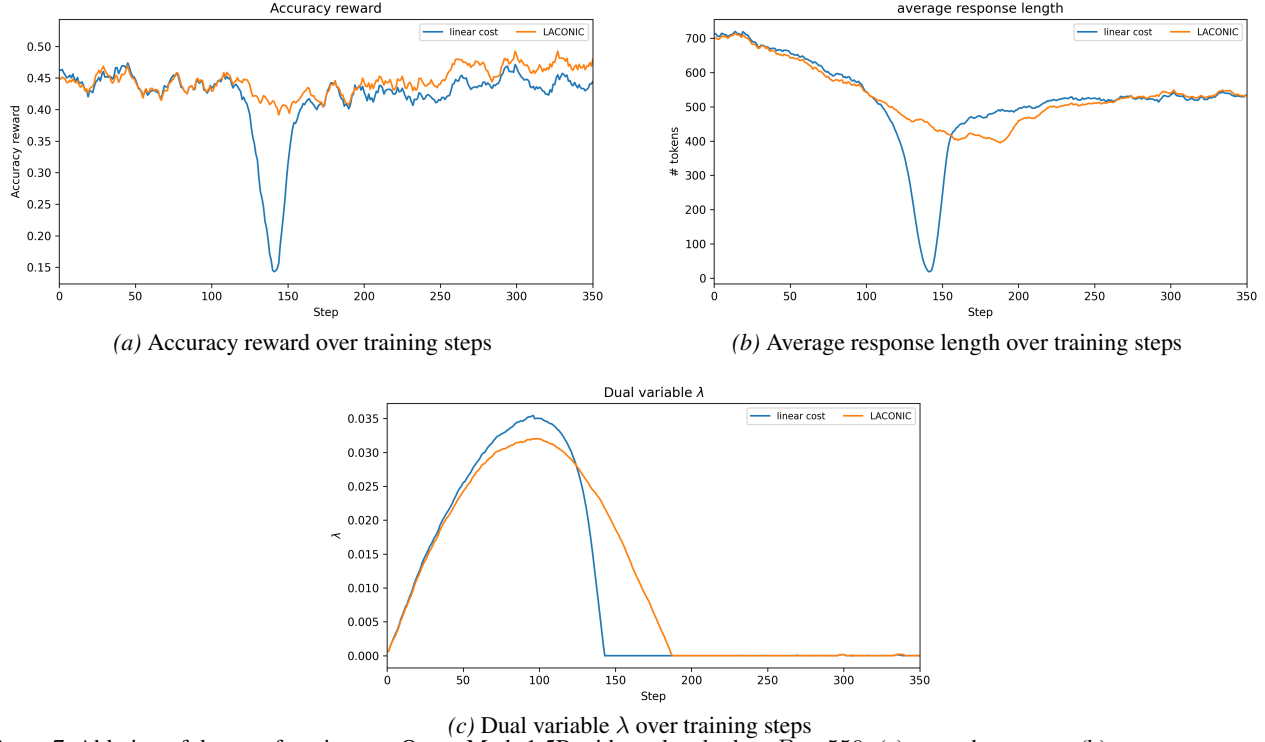 Accuracy reward
linear cost
LACONIC
0.50
0.45
0.40
0.35
0.30
0.25
0.20
0.15
Accuracy reward
0
50
100
150
200
250
300
350
Step
(a) Accuracy reward over training steps
average response length
linear cost
LACONIC
700
600
500
400
300
200
100
0
# tokens
0
50
100
150
200
250
300
350
Step
(b) Average response length over training steps
Dual variable λ
linear cost
LACONIC
0.035
0.030
0.025
0.020
0.015
0.010
0.005
0.000
λ
0
50
100
150
200
250
300
350
Step
(c) Dual variable λ over training steps